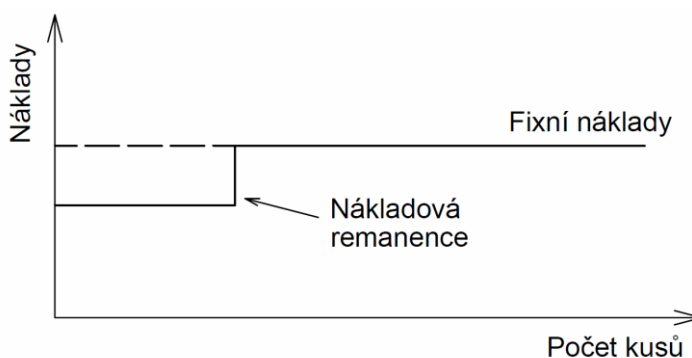 Náklady
Fixní náklady
Nákladová
remanence
Počet kusů